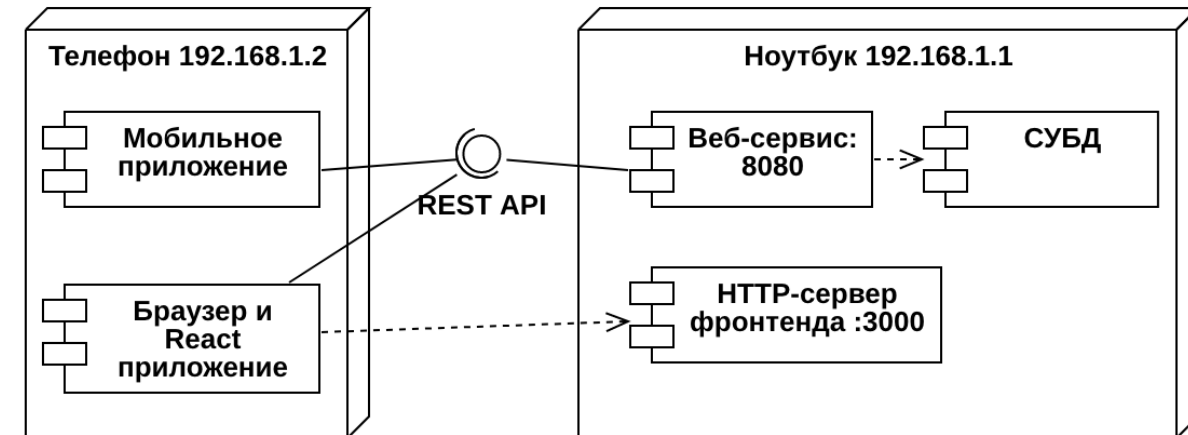 Телефон 192.168.1.2
Мобильное
приложение
Браузер и
React
приложение
REST API
Ноутбук 192.168.1.1
Веб-сервис:
8080
СУБД
HTTP-сервер
фронтенда :3000